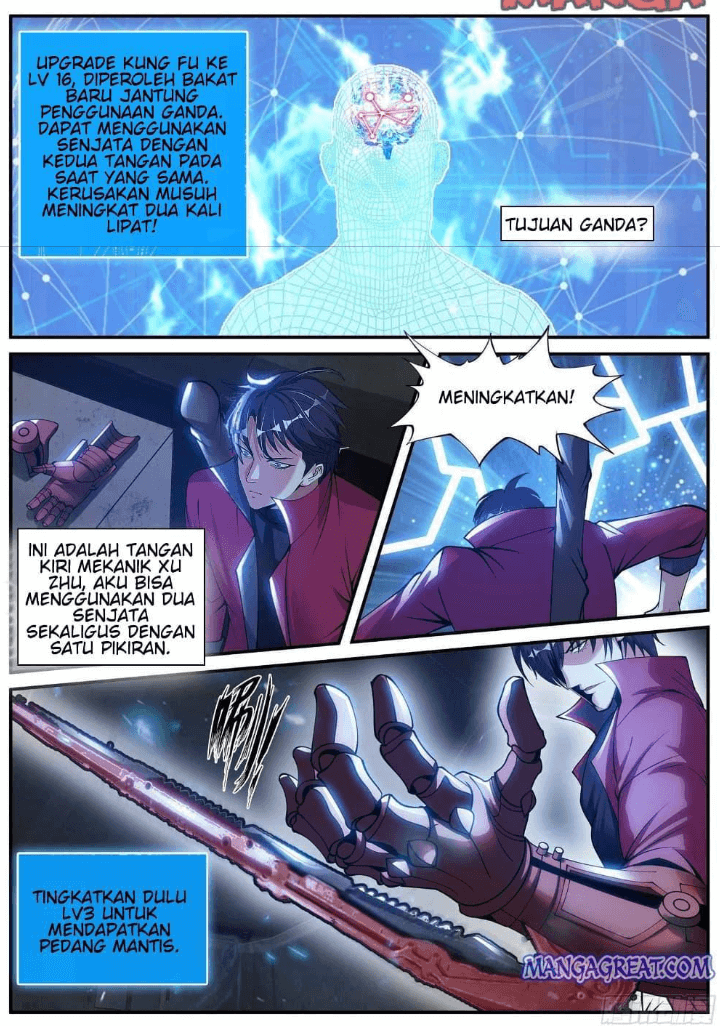 MANGA
UPGRADE KUNG FU KE
LV 16, DIPEROLEH BAKAT
BARU JANTUNG
PENGGUNAAN GANDA.
DAPAT MENGGUNAKAN
SENJATA DENGAN
KEDUA TANGAN PADA
SAAT YANG SAMA.
KERUSAKAN MUSUH
MENINGKAT DUA KALI
LIPAT!
TUJUAN GANDA?
MENINGKATKAN!
INI ADALAH TANGAN
KIRI MEKANIK XU
ZHU, AKU BISA
MENGGUNAKAN DUA
SENJATA
SEKALIGUS DENGAN
SATU PIKIRAN.
TINGKATKAN DULU
LV3 UNTUK
MENDAPATKAN
PEDANG MANTIS.
MANGAGREAT.COM